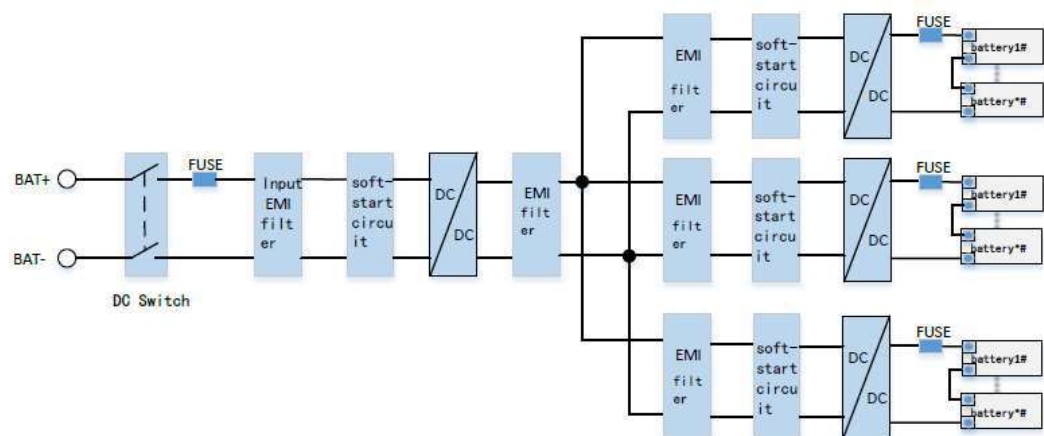 BAT+
BAT-
DC Switch
FUSE
Input
EMI
filt
er
soft-
start
circu
it
DC
DC
EMI
filt
er
EMI
filt
er
soft-
start
circu
it
DC
DC
FUSE
battery1#
battery*#
EMI
filt
er
soft-
start
circu
it
DC
DC
FUSE
battery1#
battery*#
EMI
filt
er
soft-
start
circu
it
DC
DC
FUSE
battery1#
battery*#